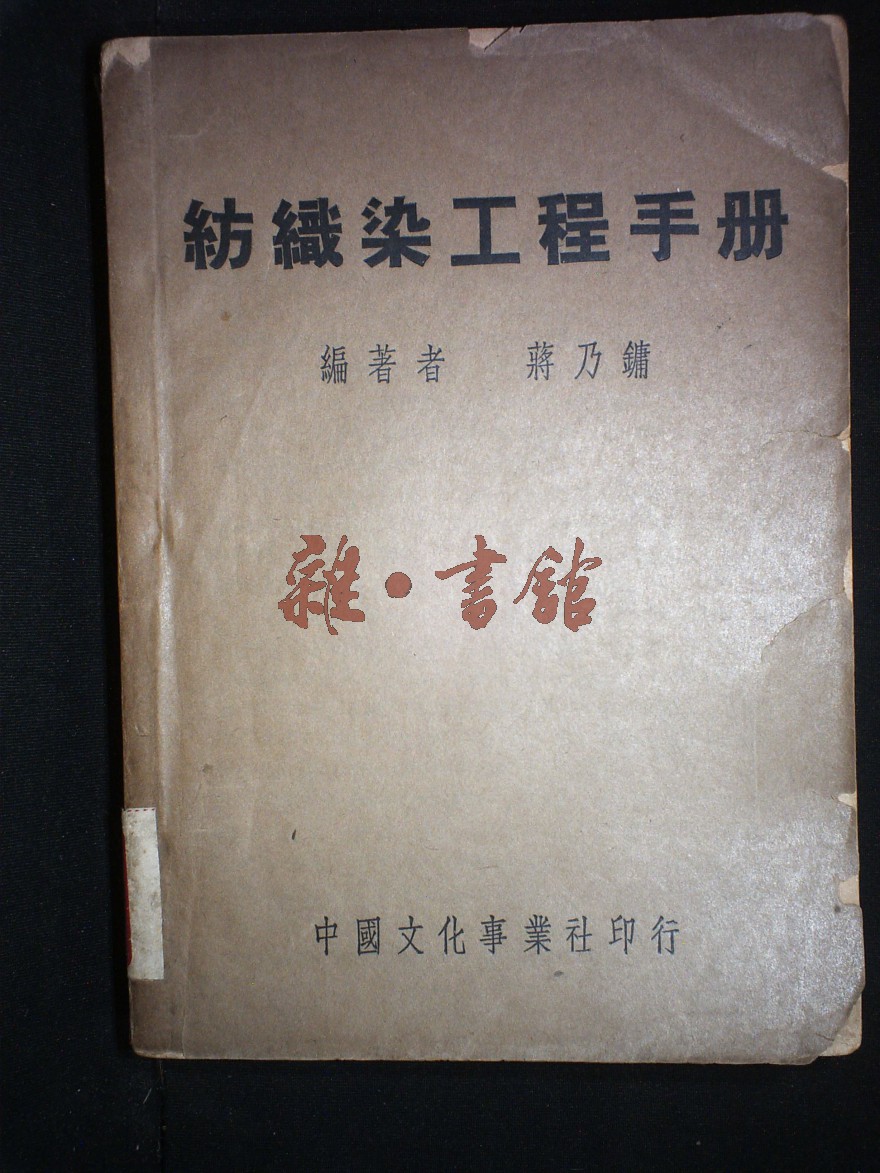 紡織染工程手册
編著者 蔣乃鏞
雜·書館
中國文化事業社印行